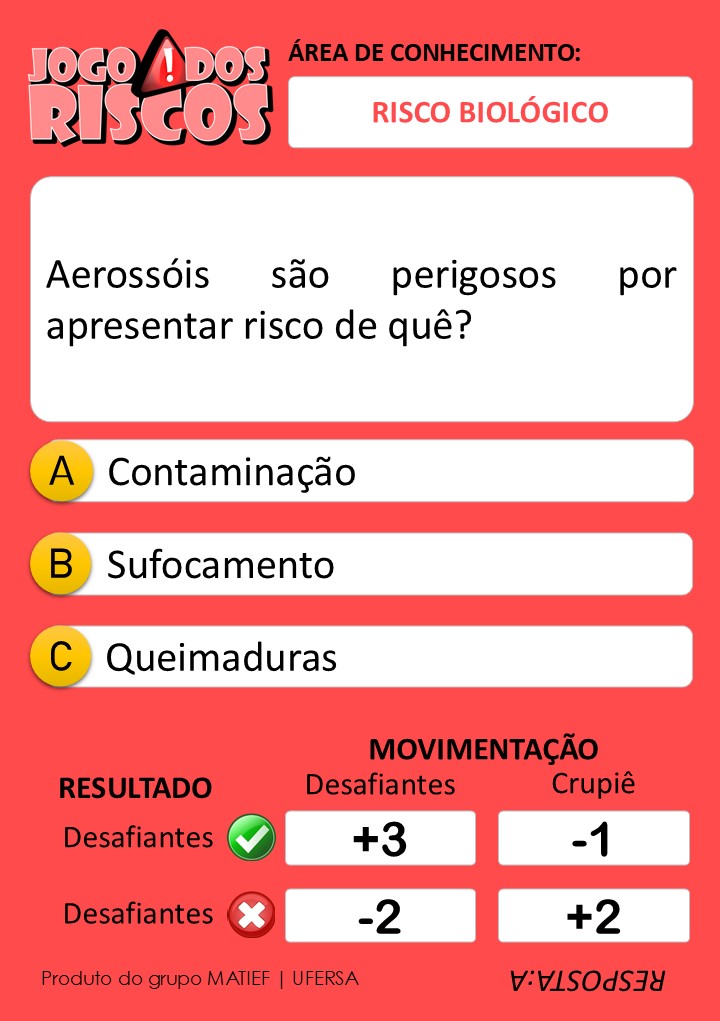 JOGO DOS
RISCOS
ÁREA DE CONHECIMENTO:
RISCO BIOLÓGICO
Aerossóis são perigosos por
apresentar risco de quê?
A Contaminação
B Sufocamento
C Queimaduras
MOVIMENTAÇÃO
RESULTADO Desafiantes Crupiê
Desafiantes +3 -1
Desafiantes -2 +2
Produto do grupo MATIEF | UFERSA
RESPOSTA:A